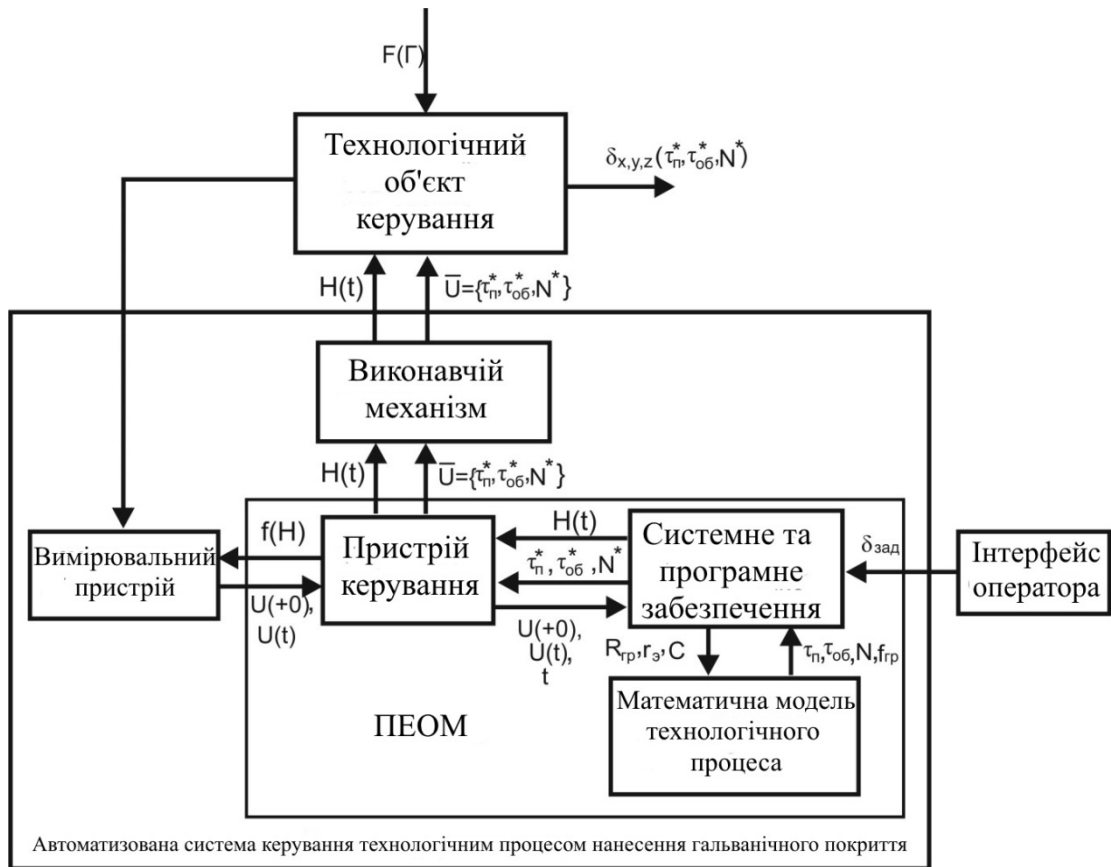 F(Г)
Технологічний
об'єкт
керування
δx,y,z(τп*,τоб*,N*)
H(t)
U̅={τп*,τоб*,N*}
Виконавчій
механізм
H(t)
U̅={τп*,τоб*,N*}
Вимірювальний
пристрій
f(H)
U(+0),
U(t)
Пристрій
керування
H(t)
τп*, τоб* ,N*
U(+0),
U(t),
t
Системне та
програмне
забезпечення
δзад
Інтерфейс
оператора
Rгр,rэ,C
τп,τоб,N,fгр
Математична модель
технологічного
процеса
ПЕОМ
Автоматизована система керування технологічним процесом нанесення гальванічного покриття